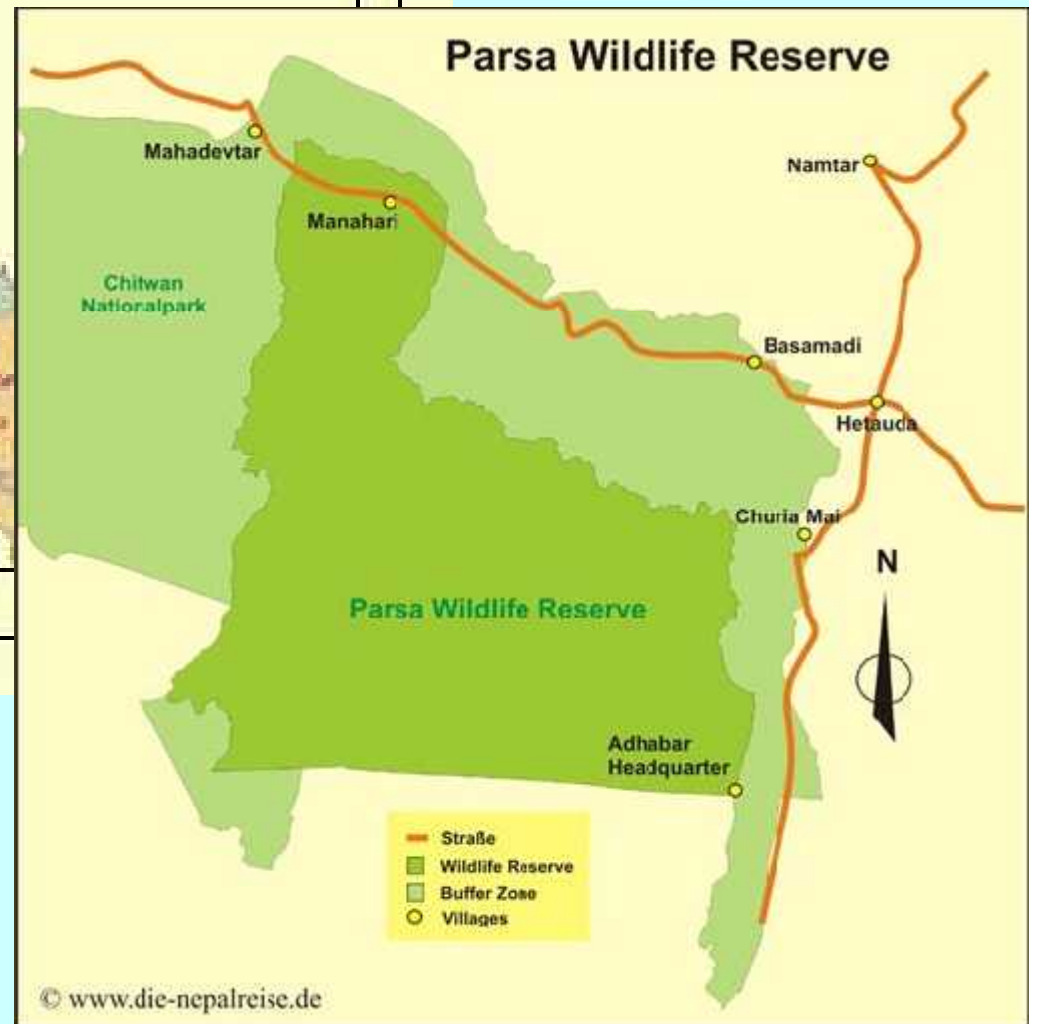 Parsa Wildlife Reserve
Mahadevtar
Namtar
Manahari
Chitwan
Nationalpark
Basamadi
Hetauda
Churia Mai
N
Parsa Wildlife Reserve
Adhabar
Headquarter
Straße
Wildlife Reserve
Buffer Zone
Villages
© www.die-nepalreise.de